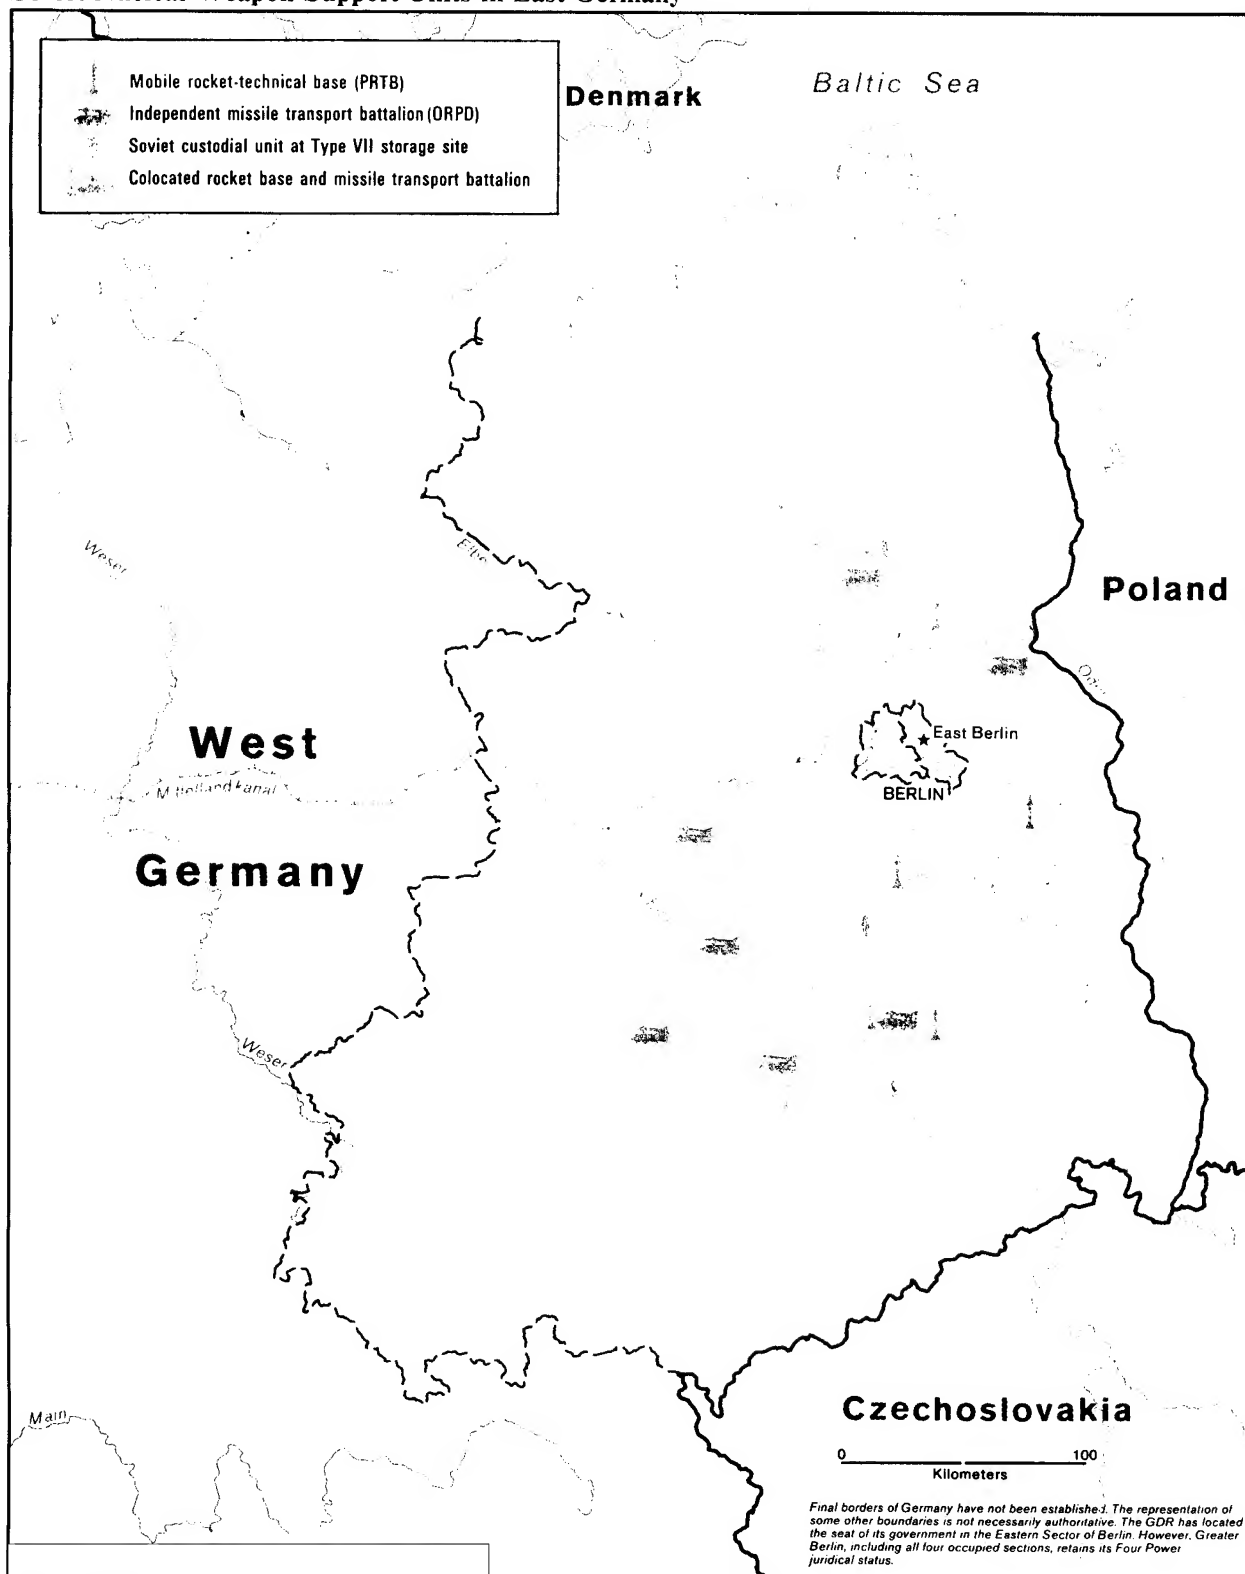 Mobile rocket-technical base (PRTB)
Independent missile transport battalion (ORPD)
Soviet custodial unit at Type VII storage site
Colocated rocket base and missile transport battalion
Denmark
Baltic Sea
Weser
Elbe
Poland
West
East Berlin
BERLIN
Germany
Weser
Main
Czechoslovakia
0 100
Kilometers
Final borders of Germany have not been established. The representation of
some other boundaries is not necessarily authoritative. The GDR has located
the seat of its government in the Eastern Sector of Berlin. However, Greater
Berlin, including all four occupied sections, retains its Four Power
juridical status.